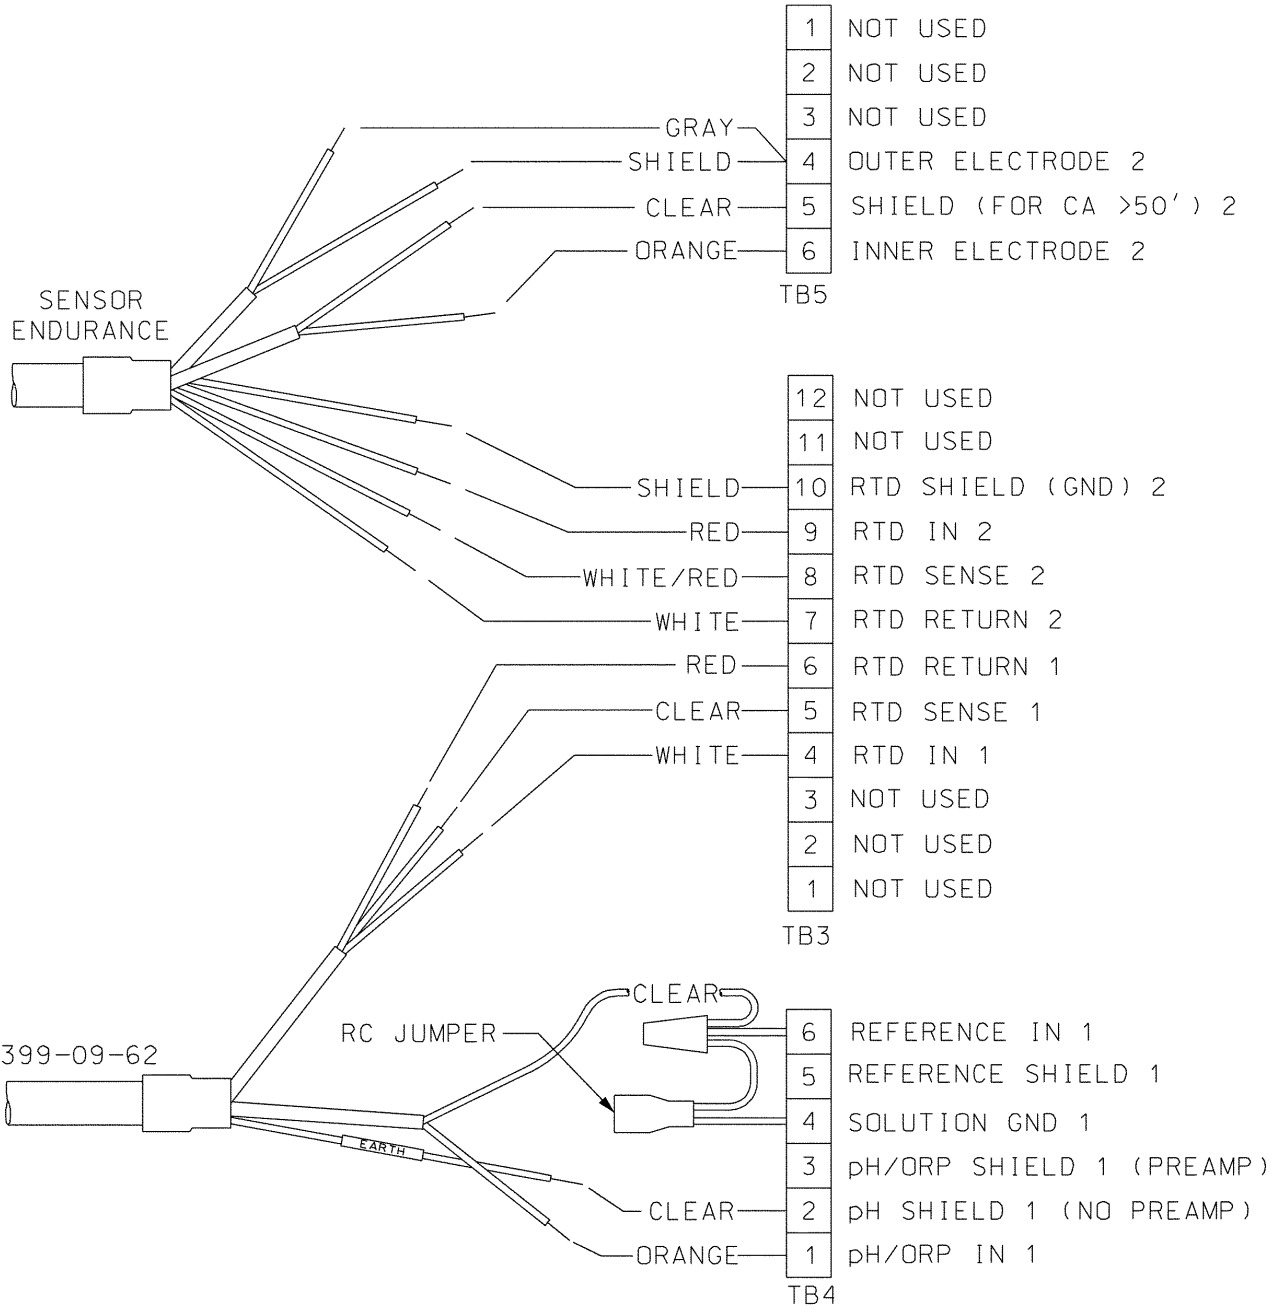 1 NOT USED
2 NOT USED
3 NOT USED
GRAY
SHIELD 4 OUTER ELECTRODE 2
CLEAR 5 SHIELD (FOR CA >50') 2
ORANGE 6 INNER ELECTRODE 2
TB5
SENSOR
ENDURANCE
12 NOT USED
11 NOT USED
SHIELD 10 RTD SHIELD (GND) 2
RED 9 RTD IN 2
WHITE/RED 8 RTD SENSE 2
WHITE 7 RTD RETURN 2
RED 6 RTD RETURN 1
CLEAR 5 RTD SENSE 1
WHITE 4 RTD IN 1
3 NOT USED
2 NOT USED
1 NOT USED
TB3
CLEAR
RC JUMPER 6 REFERENCE IN 1
399-09-62
5 REFERENCE SHIELD 1
4 SOLUTION GND 1
EARTH
3 pH/ORP SHIELD 1 (PREAMP)
CLEAR 2 pH SHIELD 1 (NO PREAMP)
ORANGE 1 pH/ORP IN 1
TB4